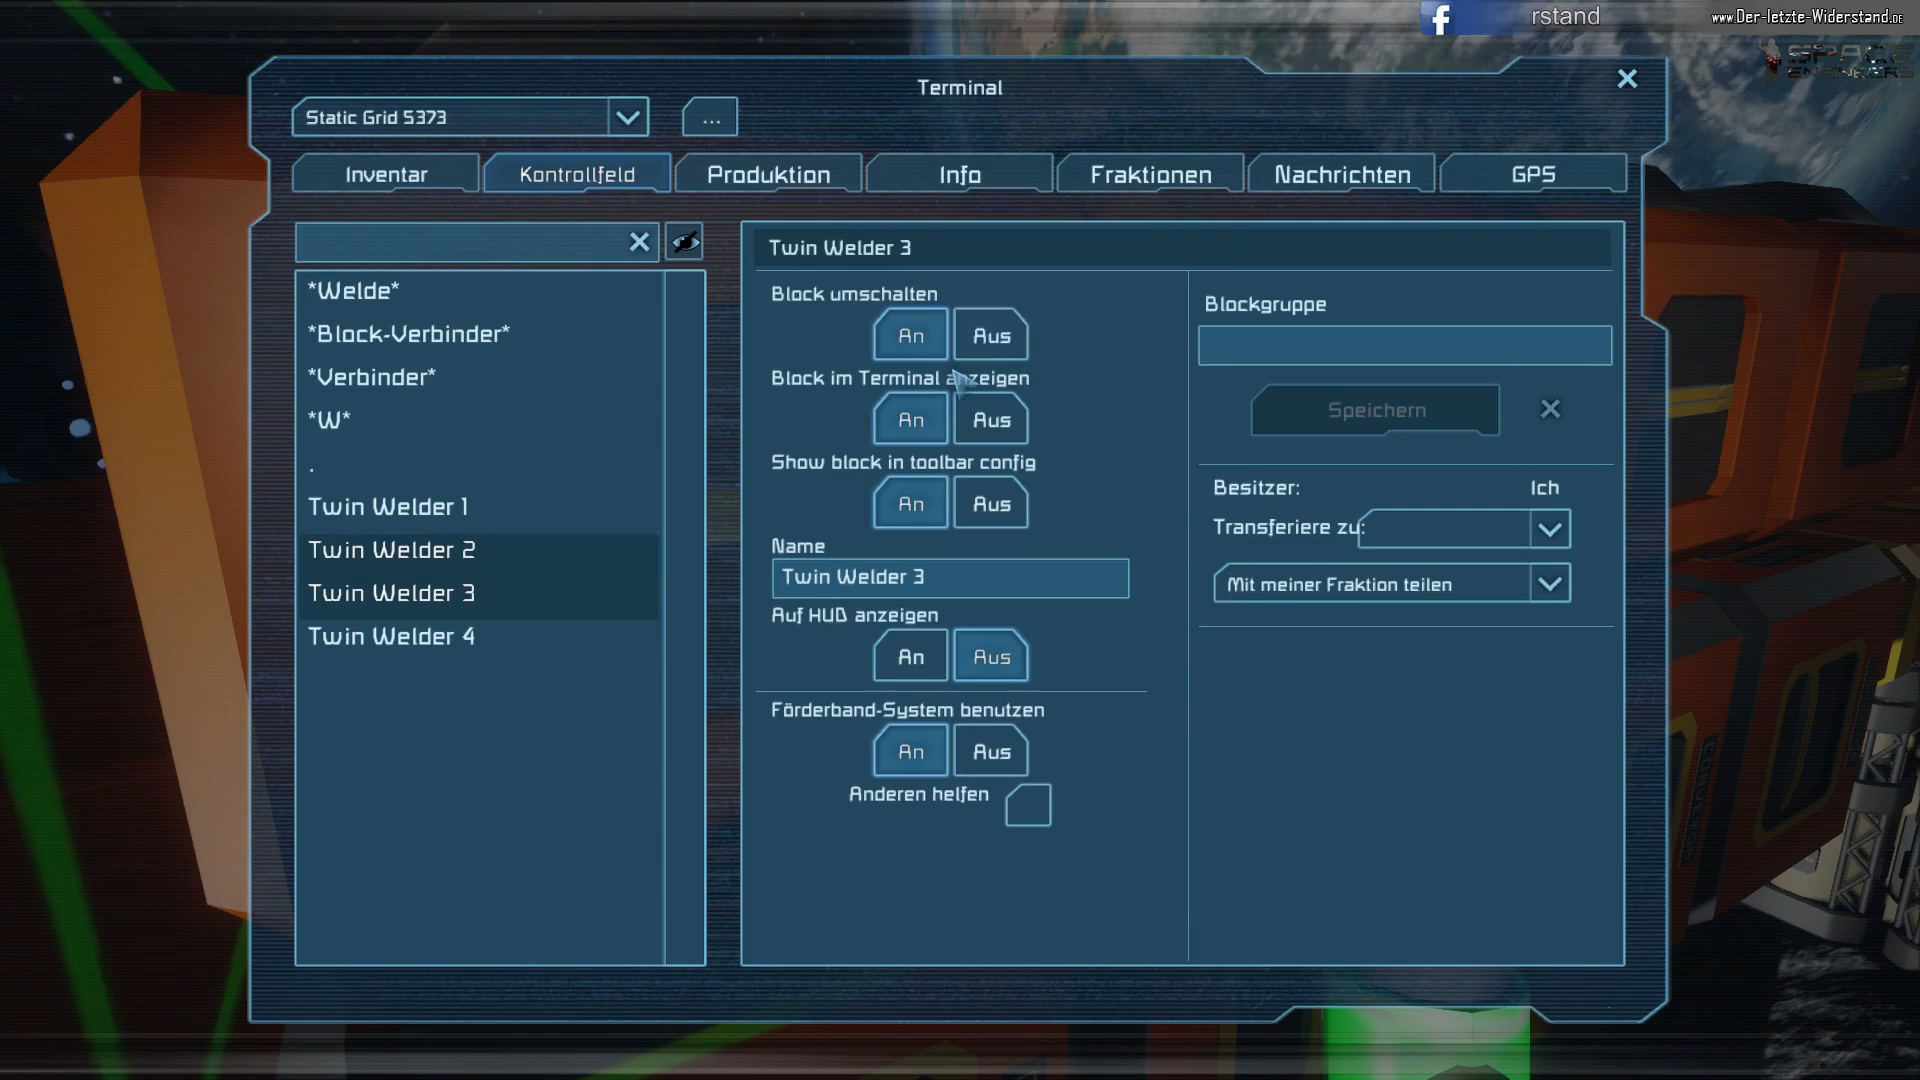 rstand
www.Der-letzte-Widerstand.de
SPACE
ENGINEERS
Terminal
Static Grid 5373
...
Inventar
Kontrollfeld
Produktion
Info
Fraktionen
Nachrichten
GPS
*Welde*
*Block-Verbinder*
*Verbinder*
*W*
.
Twin Welder 1
Twin Welder 2
Twin Welder 3
Twin Welder 4
Twin Welder 3
Block umschalten
An Aus
Block im Terminal anzeigen
An Aus
Show block in toolbar config
An Aus
Name
Twin Welder 3
Auf HUD anzeigen
An Aus
Förderband-System benutzen
An Aus
Anderen helfen
Blockgruppe
Speichern
Besitzer: Ich
Transferiere zu:
Mit meiner Fraktion teilen